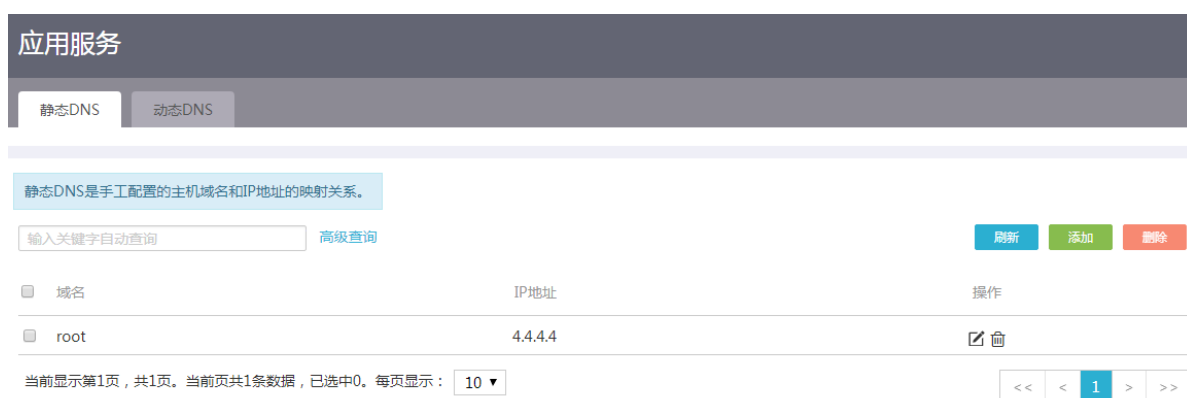 应用服务
静态DNS 动态DNS
静态DNS是手工配置的主机域名和IP地址的映射关系。
输入关键字自动查询 高级查询 刷新 添加 删除
域名 IP地址 操作
root 4.4.4.4
当前显示第1页，共1页。当前页共1条数据，已选中0。每页显示： 10 ▼ << < 1 > >>